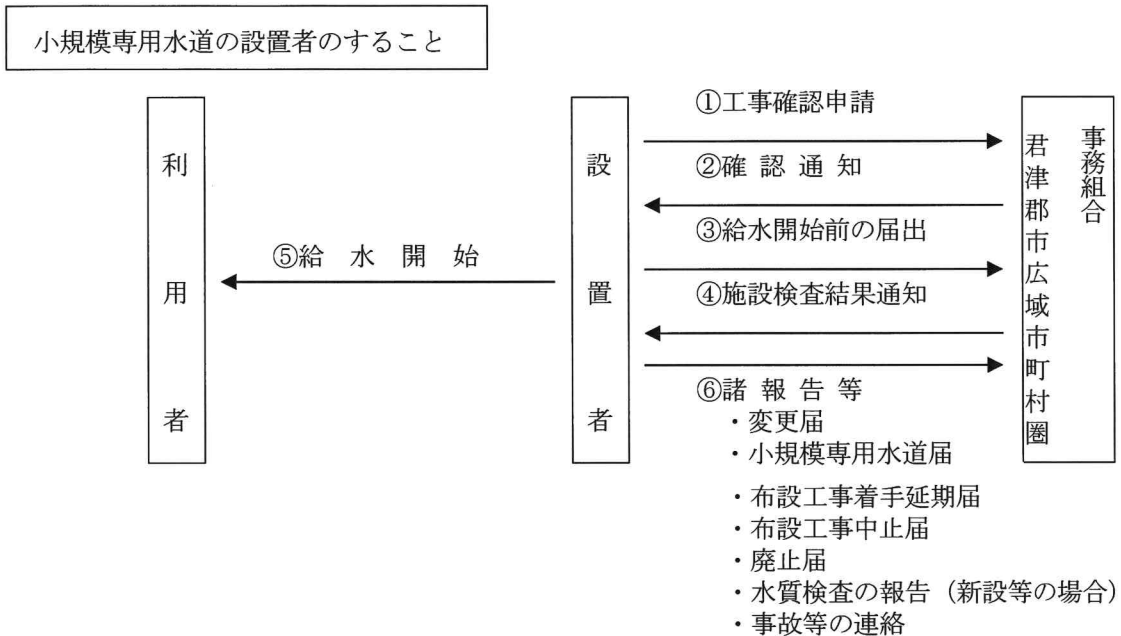 小規模専用水道の設置者のすること
利用者
設置者
君津郡市広域市町村圏
事務組合
①工事確認申請
②確 認 通 知
③給水開始前の届出
④施設検査結果通知
⑤給 水 開 始
⑥諸 報 告 等
・変更届
・小規模専用水道届
・布設工事着手延期届
・布設工事中止届
・廃止届
・水質検査の報告（新設等の場合）
・事故等の連絡